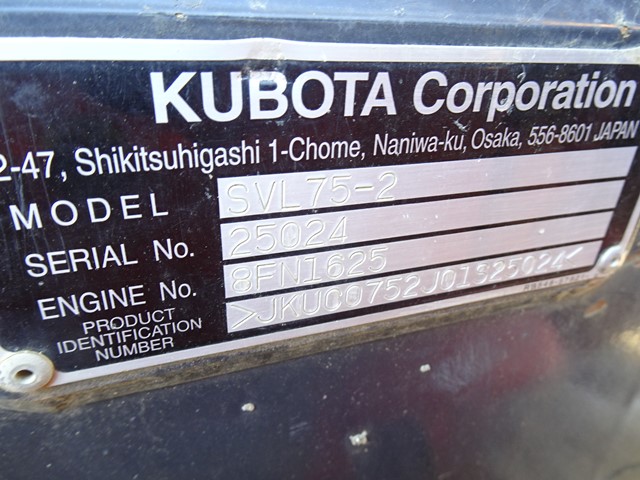 KUBOTA Corporation
2-47, Shikitsuhigashi 1-Chome, Naniwa-ku, Osaka, 556-8601 JAPAN
MODEL SVL75-2
SERIAL No. 25024
ENGINE No. 8FN1625
PRODUCT IDENTIFICATION NUMBER >JKUC0752J01S25024<